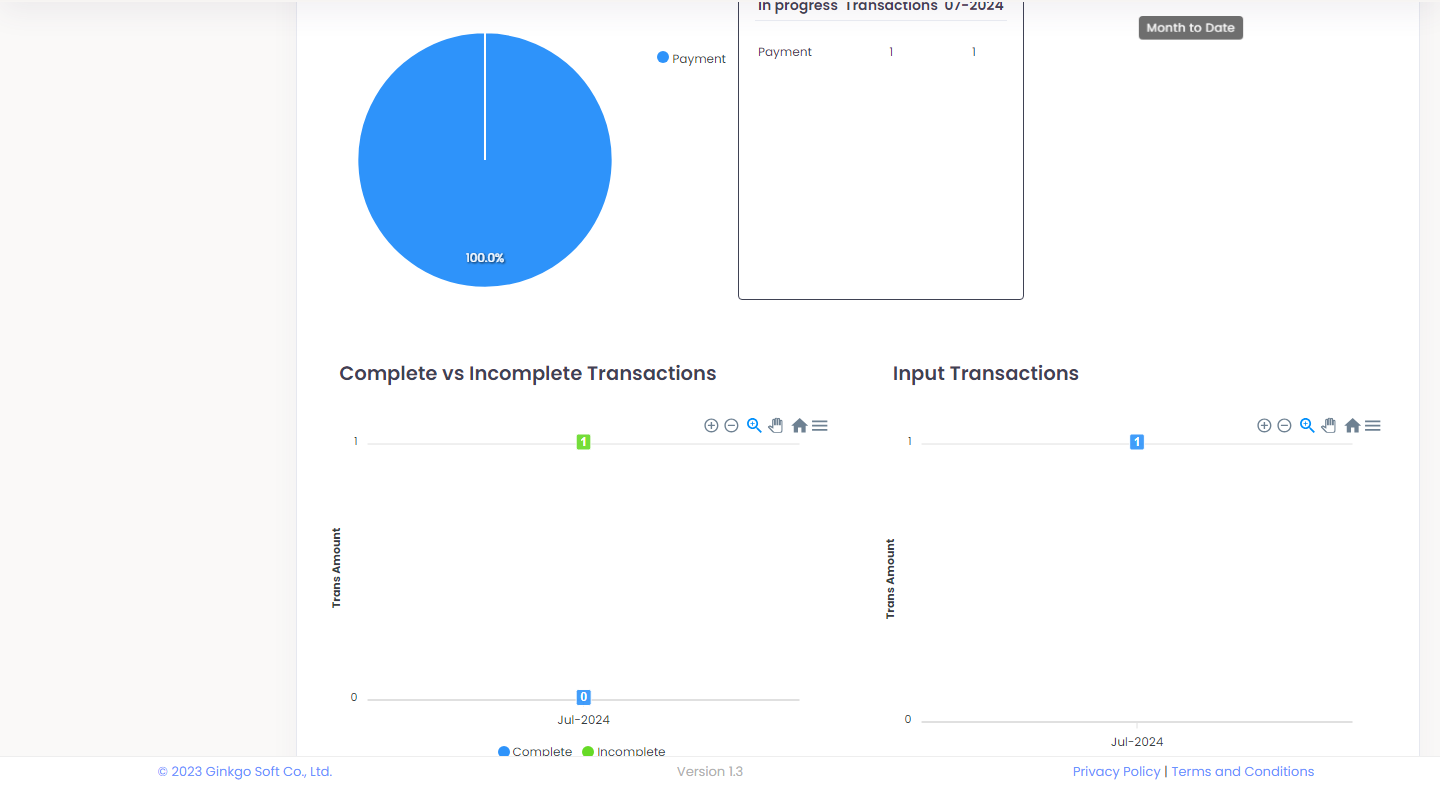 In progress Transactions 07-2024
Month to Date
Payment
Payment 1 1
100.0%
Complete vs Incomplete Transactions
1
1
Trans Amount
0
0
Jul-2024
Complete Incomplete
Input Transactions
1
1
Trans Amount
0
Jul-2024
© 2023 Ginkgo Soft Co., Ltd.
Version 1.3
Privacy Policy | Terms and Conditions